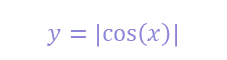 y = |cos(x)|